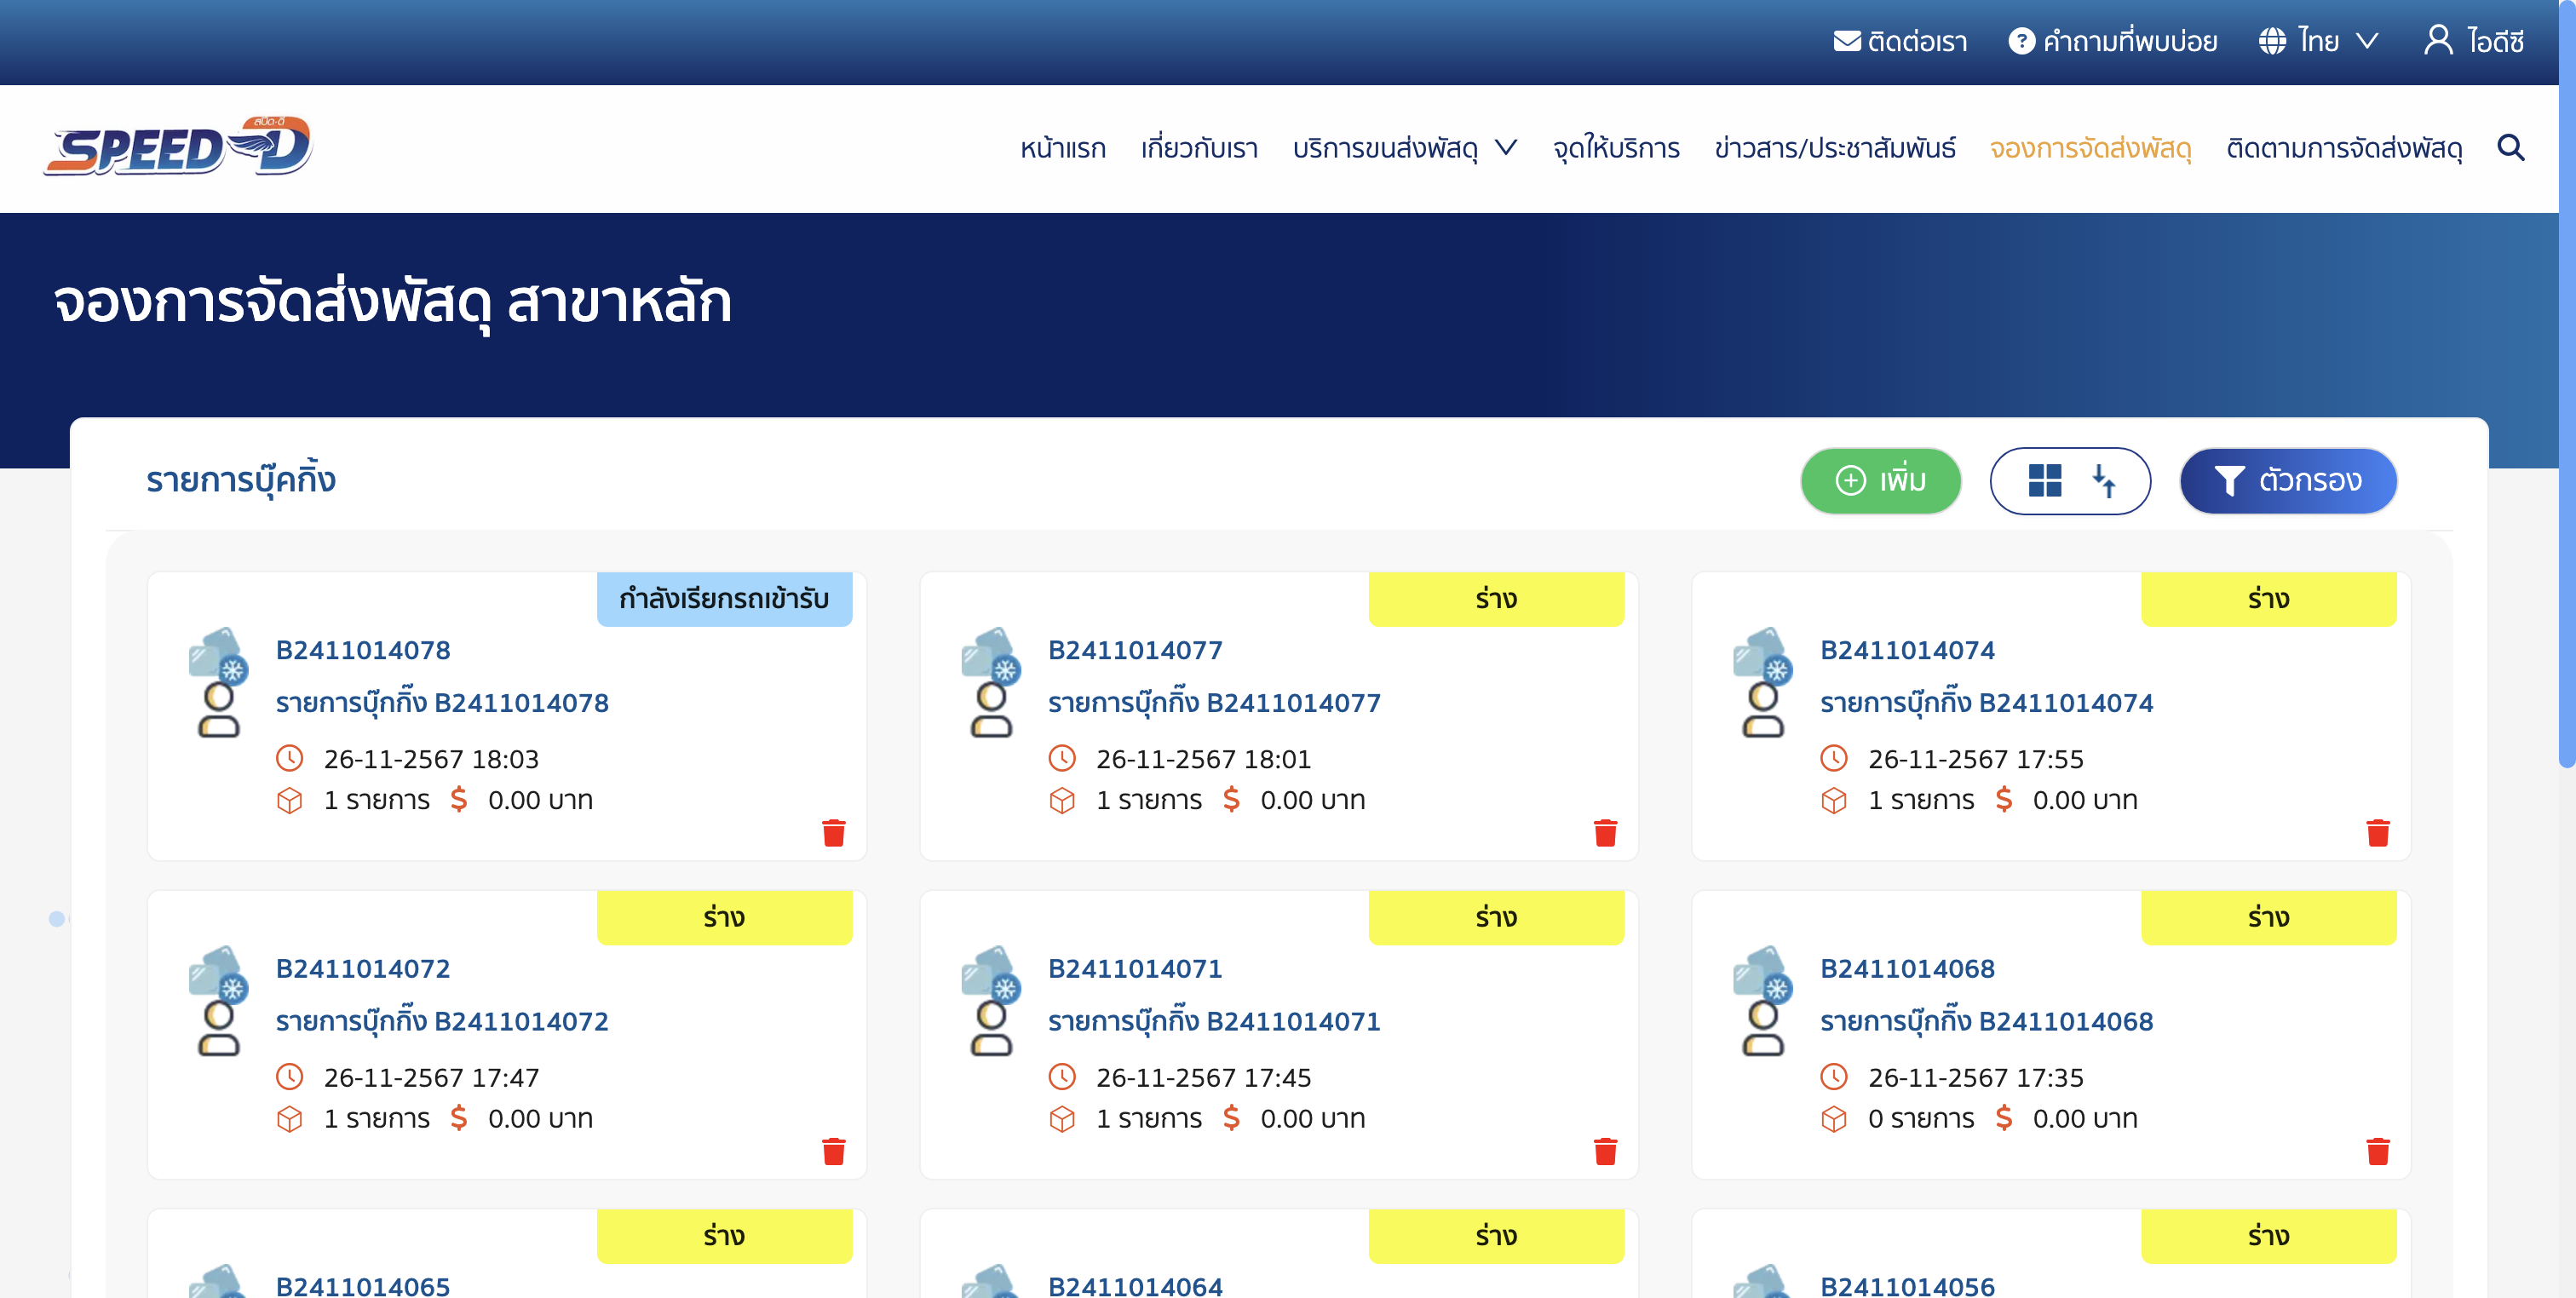 ติดต่อเรา คำถามที่พบบ่อย ไทย ไอดีซี
สปีด-ดี
SPEED-D
หน้าแรก เกี่ยวกับเรา บริการขนส่งพัสดุ จุดให้บริการ ข่าวสาร/ประชาสัมพันธ์ จองการจัดส่งพัสดุ ติดตามการจัดส่งพัสดุ
จองการจัดส่งพัสดุ สาขาหลัก
รายการบุ๊คกิ้ง
เพิ่ม ตัวกรอง
กำลังเรียกรถเข้ารับ
B2411014078
รายการบุ๊กกิ๊ง B2411014078
26-11-2567 18:03
1 รายการ $ 0.00 บาท
ร่าง
B2411014077
รายการบุ๊กกิ๊ง B2411014077
26-11-2567 18:01
1 รายการ $ 0.00 บาท
ร่าง
B2411014074
รายการบุ๊กกิ๊ง B2411014074
26-11-2567 17:55
1 รายการ $ 0.00 บาท
ร่าง
B2411014072
รายการบุ๊กกิ๊ง B2411014072
26-11-2567 17:47
1 รายการ $ 0.00 บาท
ร่าง
B2411014071
รายการบุ๊กกิ๊ง B2411014071
26-11-2567 17:45
1 รายการ $ 0.00 บาท
ร่าง
B2411014068
รายการบุ๊กกิ๊ง B2411014068
26-11-2567 17:35
0 รายการ $ 0.00 บาท
ร่าง
B2411014065
ร่าง
B2411014064
ร่าง
B2411014056